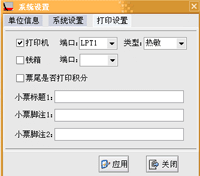 系统设置
单位信息 系统设置 打印设置
打印机 端口: LPT1 类型: 热敏
钱箱 端口:
票尾是否打印积分
小票标题1:
小票脚注1:
小票脚注2:
应用 关闭